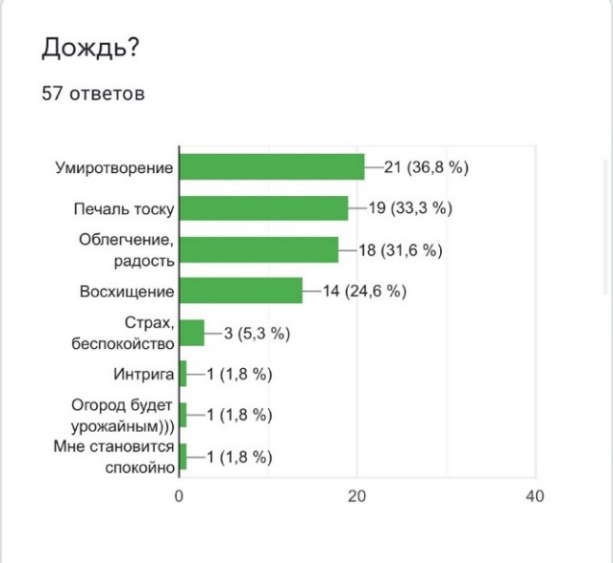 Дождь?
57 ответов
Умиротворение
21 (36,8 %)
Печаль тоску
19 (33,3 %)
Облегчение,
радость
18 (31,6 %)
Восхищение
14 (24,6 %)
Страх,
беспокойство
3 (5,3 %)
Интрига
1 (1,8 %)
Огород будет
урожайным)))
1 (1,8 %)
Мне становится
спокойно
1 (1,8 %)
0
20
40